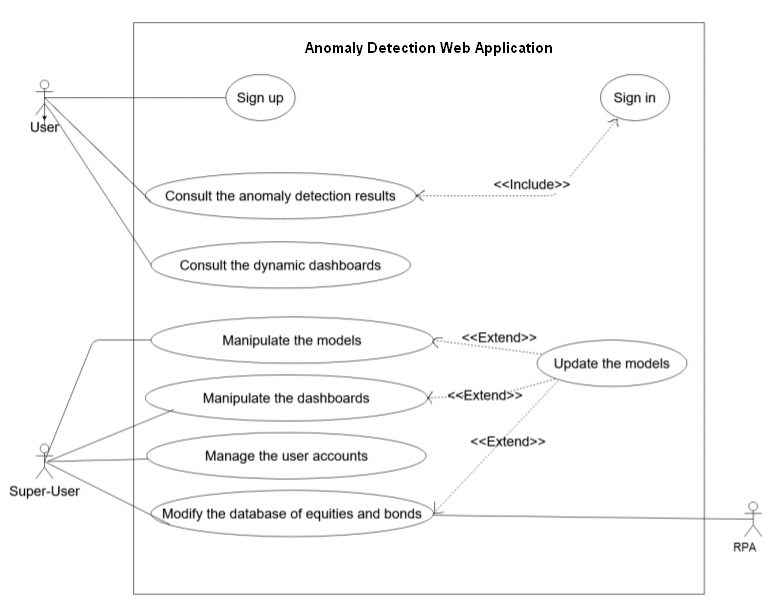 Anomaly Detection Web Application
Sign up
Sign in
User
<<Include>>
Consult the anomaly detection results
Consult the dynamic dashboards
Manipulate the models
<<Extend>>
Update the models
Manipulate the dashboards
<<Extend>>
<<Extend>>
Manage the user accounts
Super-User
Modify the database of equities and bonds
RPA